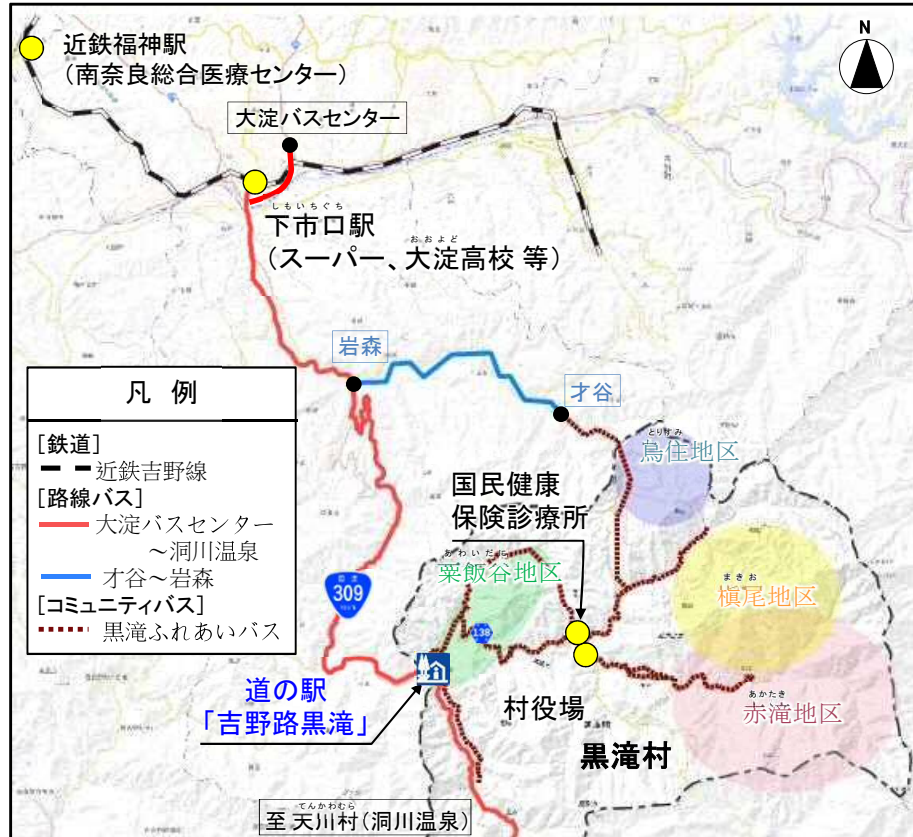 近鉄福神駅
(南奈良総合医療センター)
N
大淀バスセンター
しもいちぐち
下市口駅
おおよど
(スーパー、大淀高校 等)
岩森
才谷
凡 例
[鉄道]
近鉄吉野線
[路線バス]
大淀バスセンター
～洞川温泉
才谷～岩森
[コミュニティバス]
黒滝ふれあいバス
とりすみ
鳥住地区
国民健康
保険診療所
あわいだに
粟飯谷地区
まきお
槇尾地区
309
138
道の駅
「吉野路黒滝」
村役場
あかたき
赤滝地区
黒滝村
てんかわむら
至 天川村(洞川温泉)